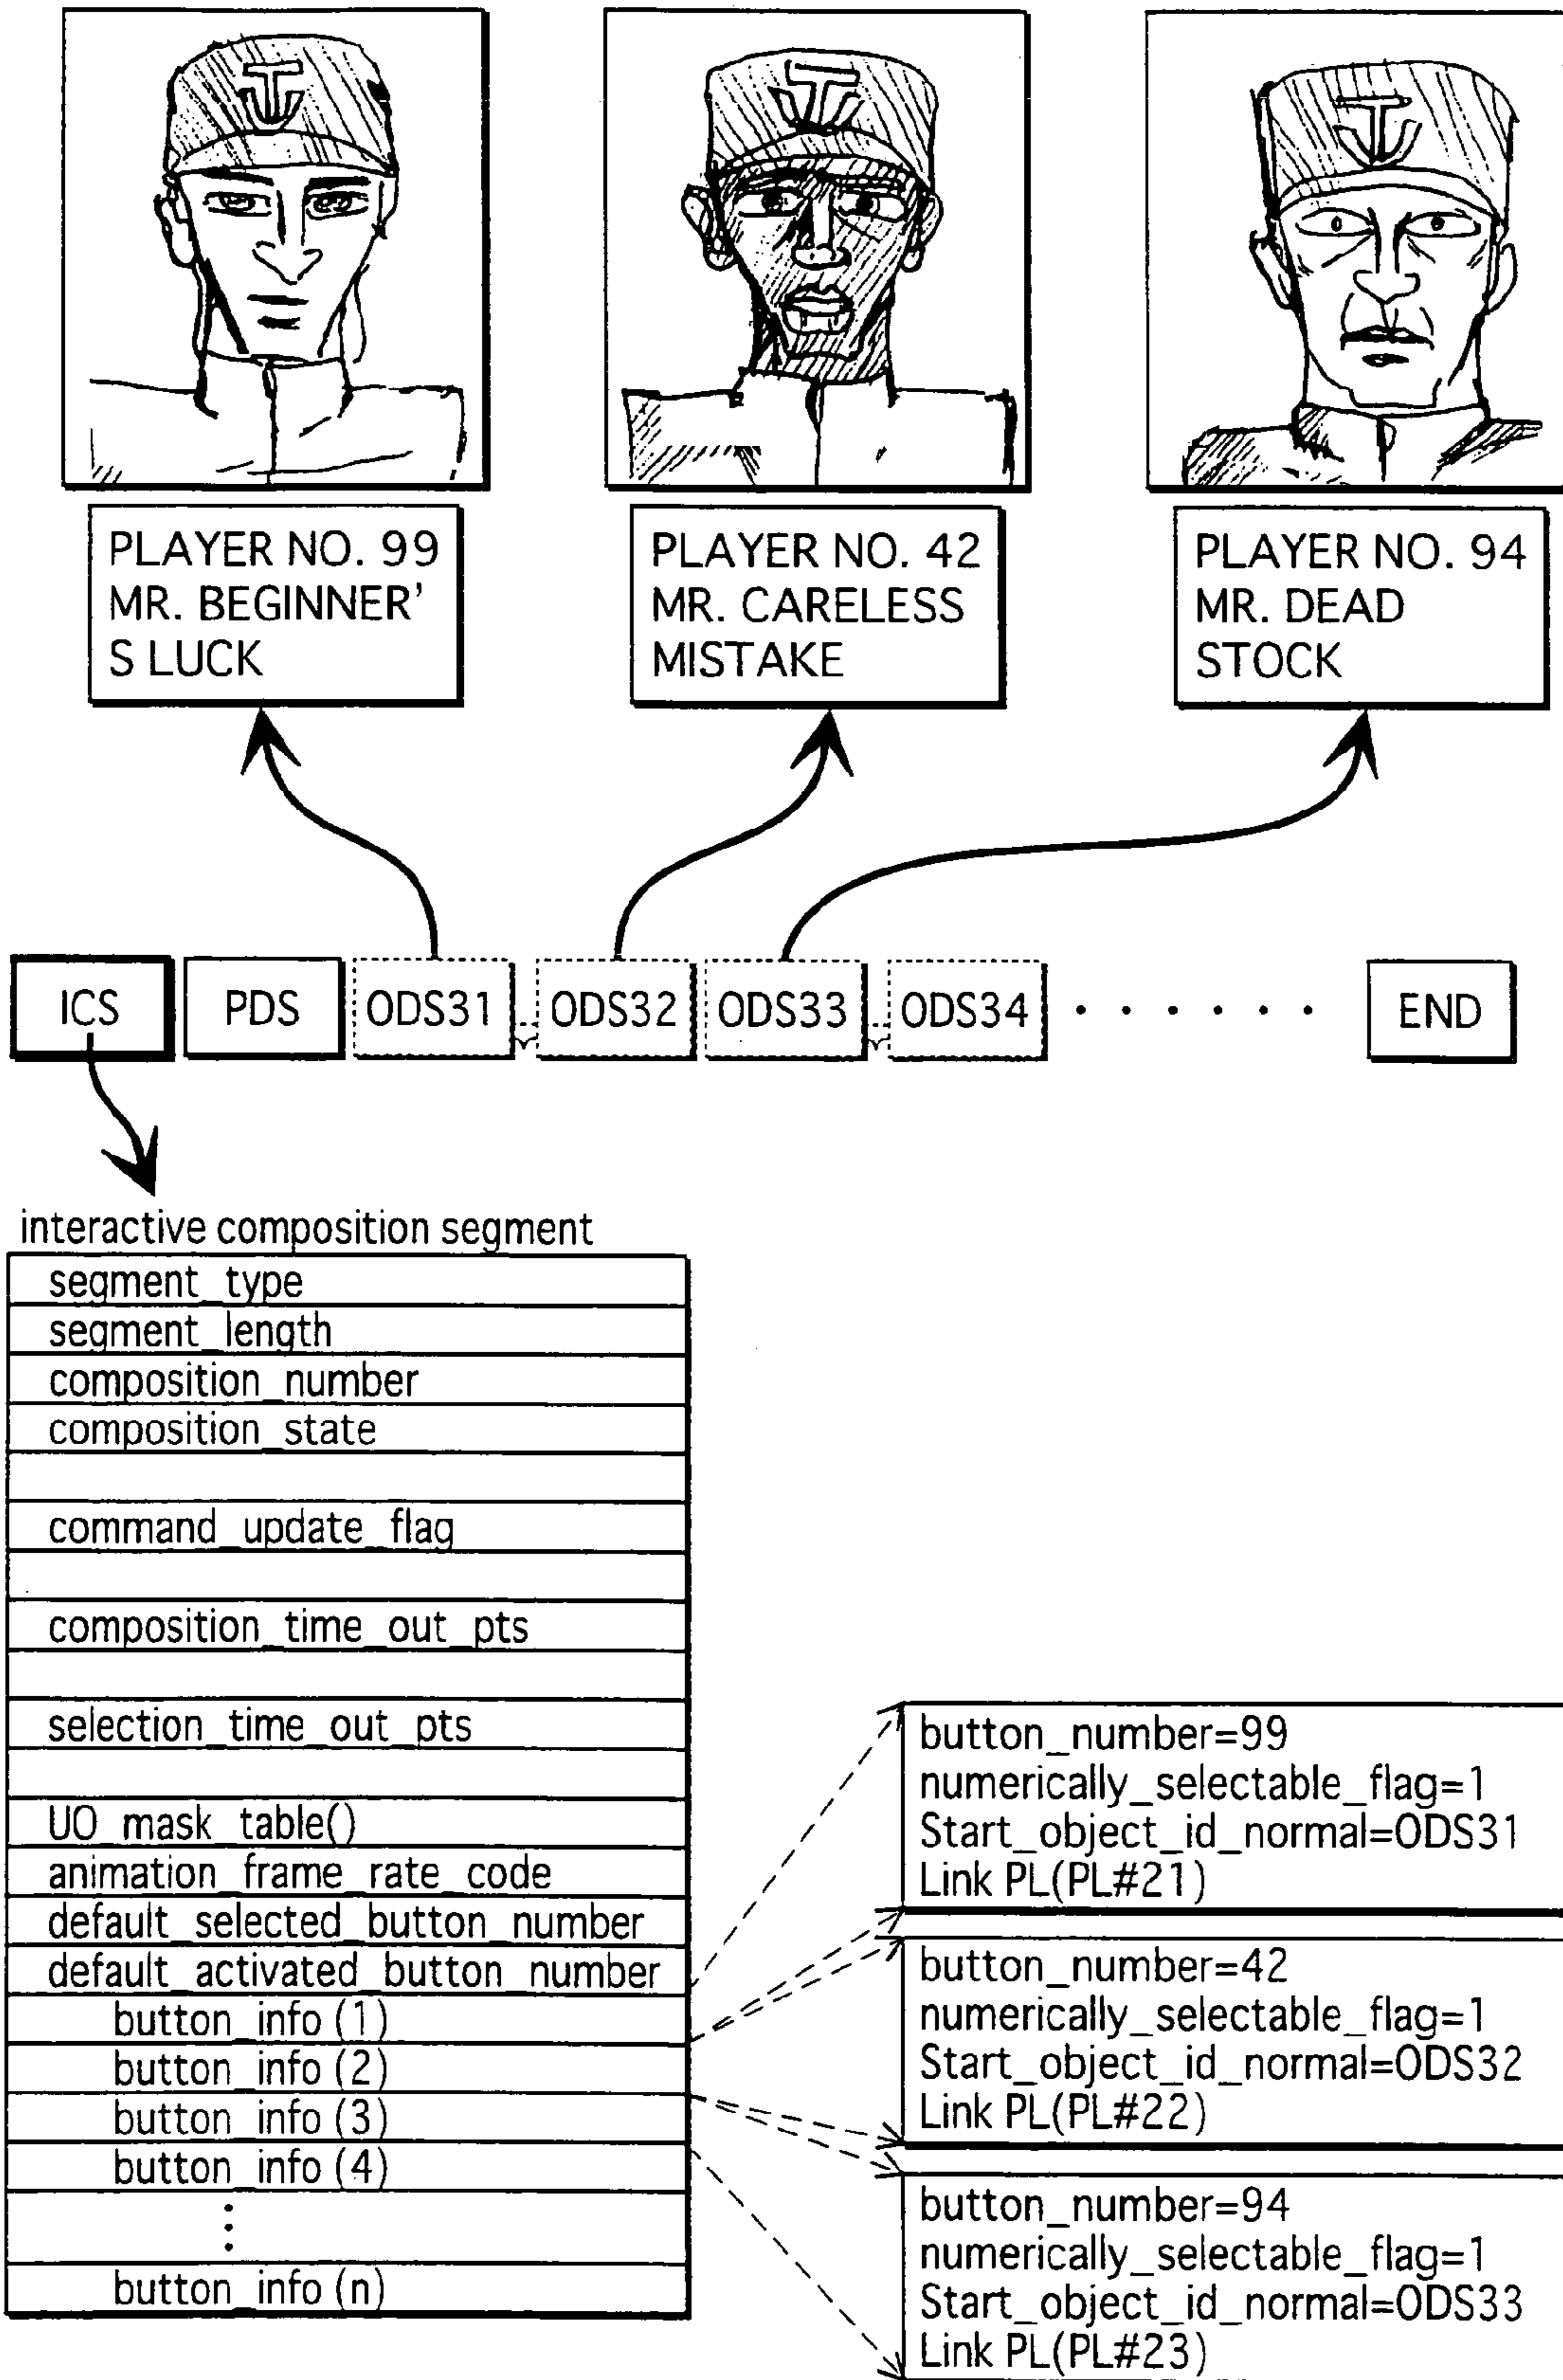 PLAYER NO. 99
MR. BEGINNER'
S LUCK
PLAYER NO. 42
MR. CARELESS
MISTAKE
PLAYER NO. 94
MR. DEAD
STOCK
ICS
PDS
ODS31
ODS32
ODS33
ODS34
. . . . . . .
END
interactive composition segment
segment_type
segment_length
composition_number
composition_state
command_update_flag
composition_time_out_pts
selection_time_out_pts
UO_mask_table()
animation_frame_rate_code
default_selected_button_number
default_activated_button_number
button_info (1)
button_info (2)
button_info (3)
button_info (4)
button_info (n)
button_number=99
numerically_selectable_flag=1
Start_object_id_normal=ODS31
Link PL(PL#21)
button_number=42
numerically_selectable_flag=1
Start_object_id_normal=ODS32
Link PL(PL#22)
button_number=94
numerically_selectable_flag=1
Start_object_id_normal=ODS33
Link PL(PL#23)